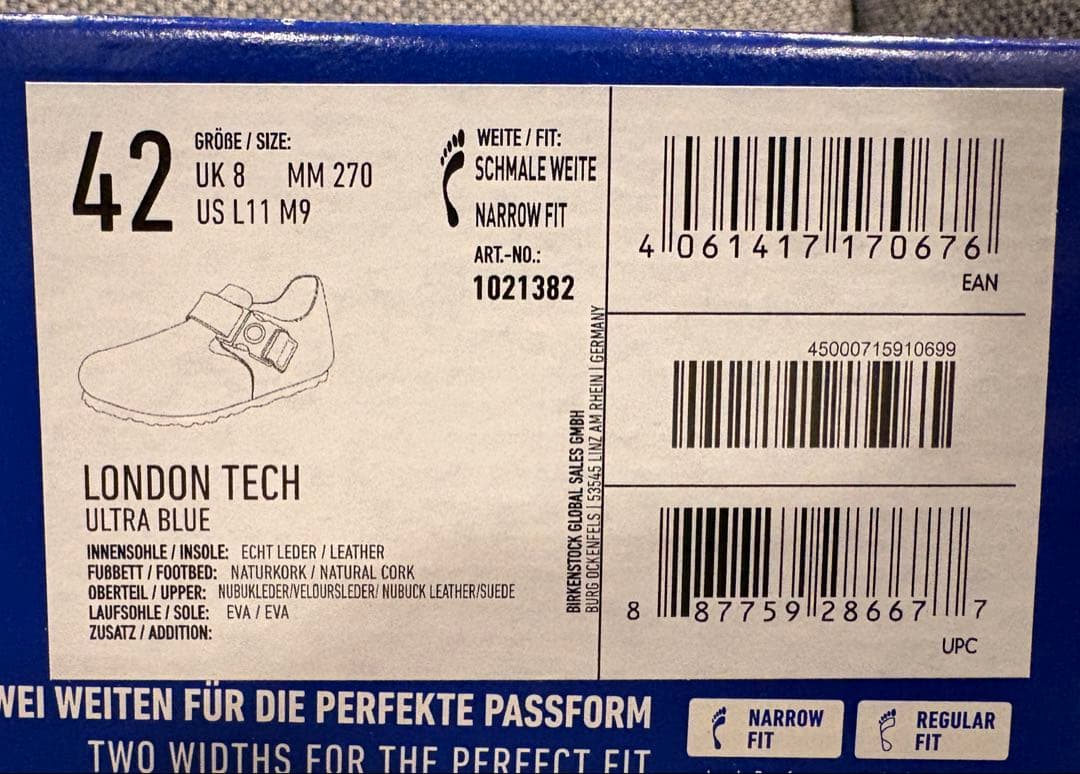 42
GRÖßE / SIZE:
UK 8 MM 270
US L11 M9
WEITE / FIT:
SCHMALE WEITE
NARROW FIT
ART.-NO.:
1021382
LONDON TECH
ULTRA BLUE
INNENSOHLE / INSOLE: ECHT LEDER / LEATHER
FUßBETT / FOOTBED: NATURKORK / NATURAL CORK
OBERTEIL / UPPER: NUBUKLEDER/VELOURSLEDER/ NUBUCK LEATHER/SUEDE
LAUFSOHLE / SOLE: EVA / EVA
ZUSATZ / ADDITION:
BIRKENSTOCK GLOBAL SALES GMBH
BURG OCKENFELS | 53545 LINZ AM RHEIN | GERMANY
4 061417 170676
EAN
45000715910699
8 87759 28667 7
UPC
WEI WEITEN FÜR DIE PERFEKTE PASSFORM
TWO WIDTHS FOR THE PERFECT FIT
NARROW
FIT
REGULAR
FIT